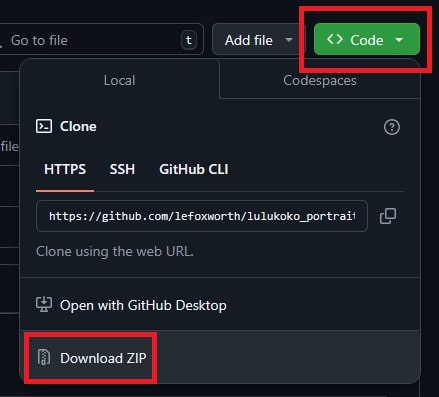 Go to file
t
Add file
<> Code
Local
Codespaces
file
Clone
?
HTTPS
SSH
GitHub CLI
https://github.com/lefoxworth/lulukoko_portrait
Clone using the web URL.
Open with GitHub Desktop
Download ZIP